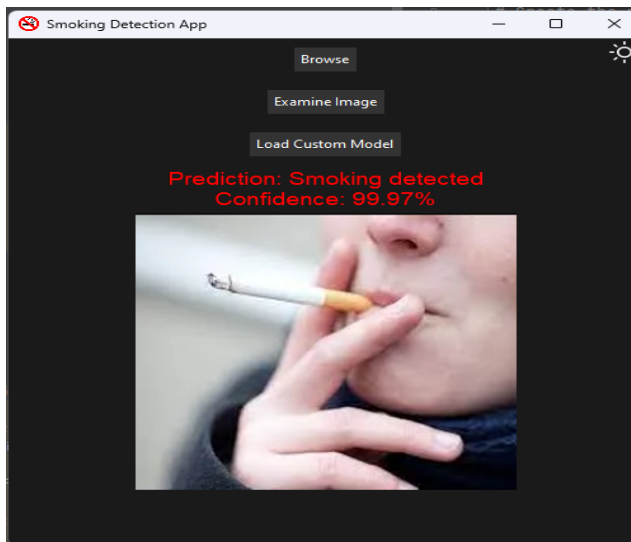 Smoking Detection App
Browse
Examine Image
Load Custom Model
Prediction: Smoking detected
Confidence: 99.97%